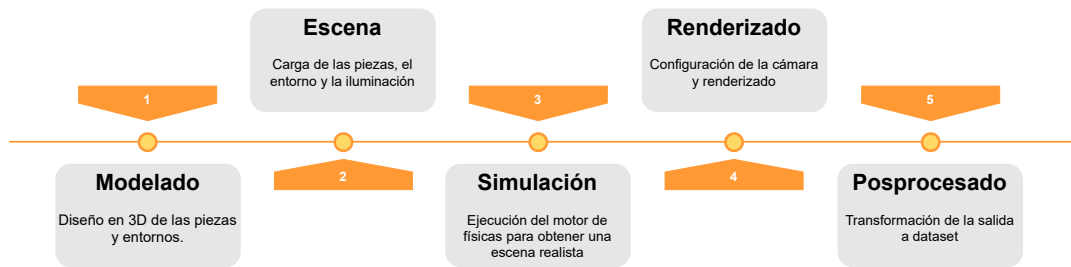 1
Modelado
Diseño en 3D de las piezas
y entornos.
Escena
Carga de las piezas, el
entorno y la iluminación
2
3
Simulación
Ejecución del motor de
físicas para obtener una
escena realista
Renderizado
Configuración de la cámara
y renderizado
4
5
Posprocesado
Transformación de la salida
a dataset